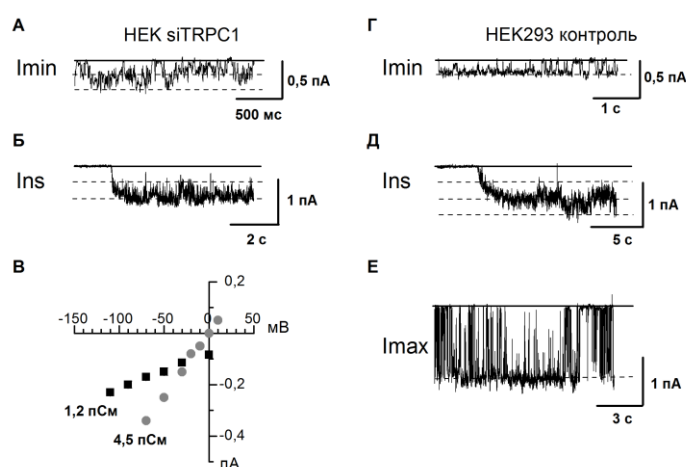 А
HEK siTRPC1
Imin
0,5 пА
500 мс
Б
Ins
1 пА
2 с
В
0,2
-150
-100
-50
0
50
мВ
-0,2
-0,4
пА
1,2 пСм
4,5 пСм
Г
HEK293 контроль
Imin
0,5 пА
1 с
Д
Ins
1 пА
5 с
Е
Imax
1 пА
3 с